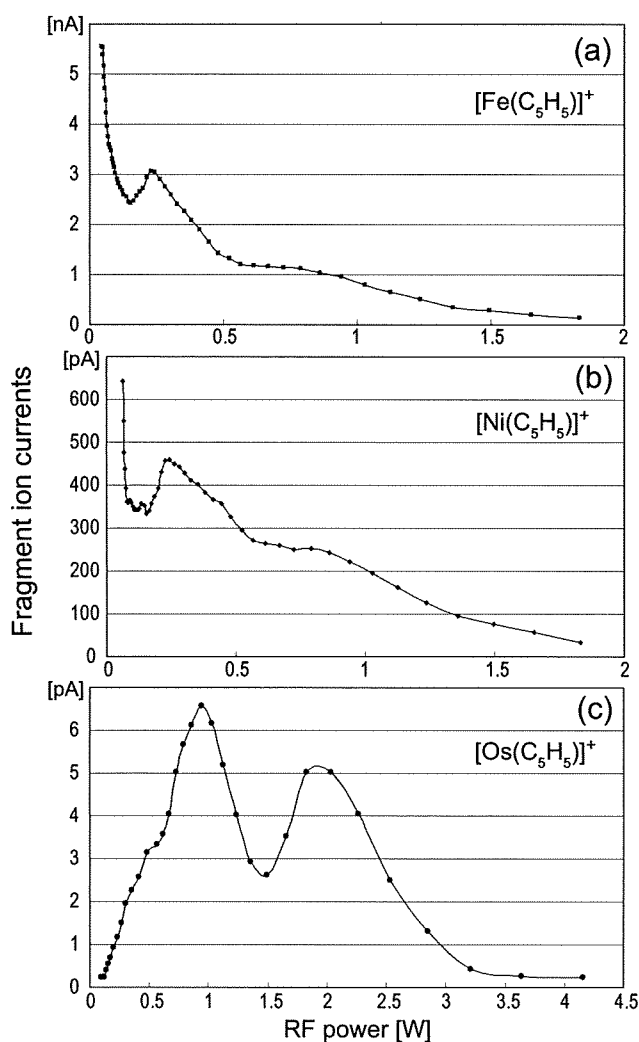 [nA]
(a)
[Fe(C₅H₅)]⁺
5
4
3
2
1
0
0 0.5 1 1.5 2
[pA]
(b)
[Ni(C₅H₅)]⁺
600
500
400
300
200
100
0
0 0.5 1 1.5 2
Fragment ion currents
[pA]
(c)
[Os(C₅H₅)]⁺
6
5
4
3
2
1
0
0 0.5 1 1.5 2 2.5 3 3.5 4 4.5
RF power [W]